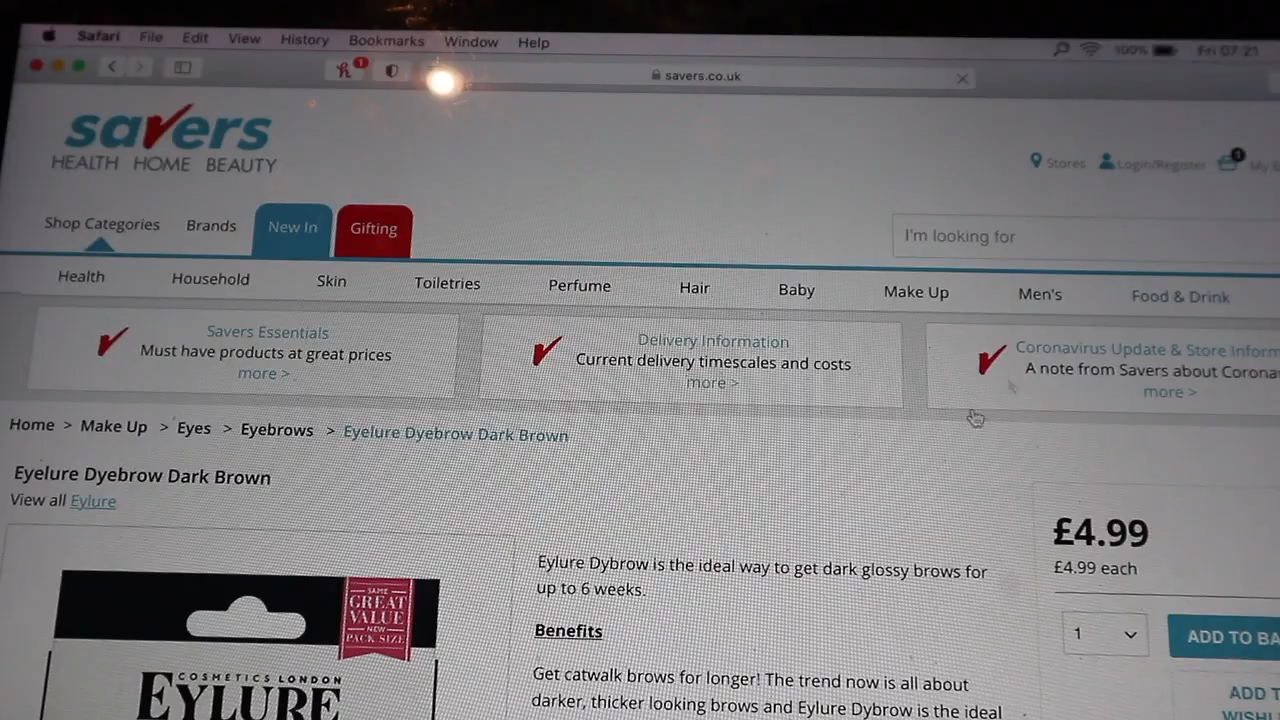 Safari File Edit View History Bookmarks Window Help 100% Fri 07:21
1 savers.co.uk
savers
HEALTH HOME BEAUTY
Stores Login/Register 1 My
Shop Categories Brands New In Gifting
I'm looking for
Health Household Skin Toiletries Perfume Hair Baby Make Up Men's Food & Drink
Savers Essentials
Must have products at great prices
more >
Delivery Information
Current delivery timescales and costs
more >
Coronavirus Update & Store Inform
A note from Savers about Corona
more >
Home > Make Up > Eyes > Eyebrows > Eyelure Dyebrow Dark Brown
Eyelure Dyebrow Dark Brown
View all Eylure
SAME
GREAT
VALUE
NEW
PACK SIZE
COSMETICS LONDON
EYLURE
Eylure Dybrow is the ideal way to get dark glossy brows for
up to 6 weeks.
Benefits
Get catwalk brows for longer! The trend now is all about
darker, thicker looking brows and Eylure Dybrow is the ideal
£4.99
£4.99 each
1
ADD TO BA
ADD T
WISHL